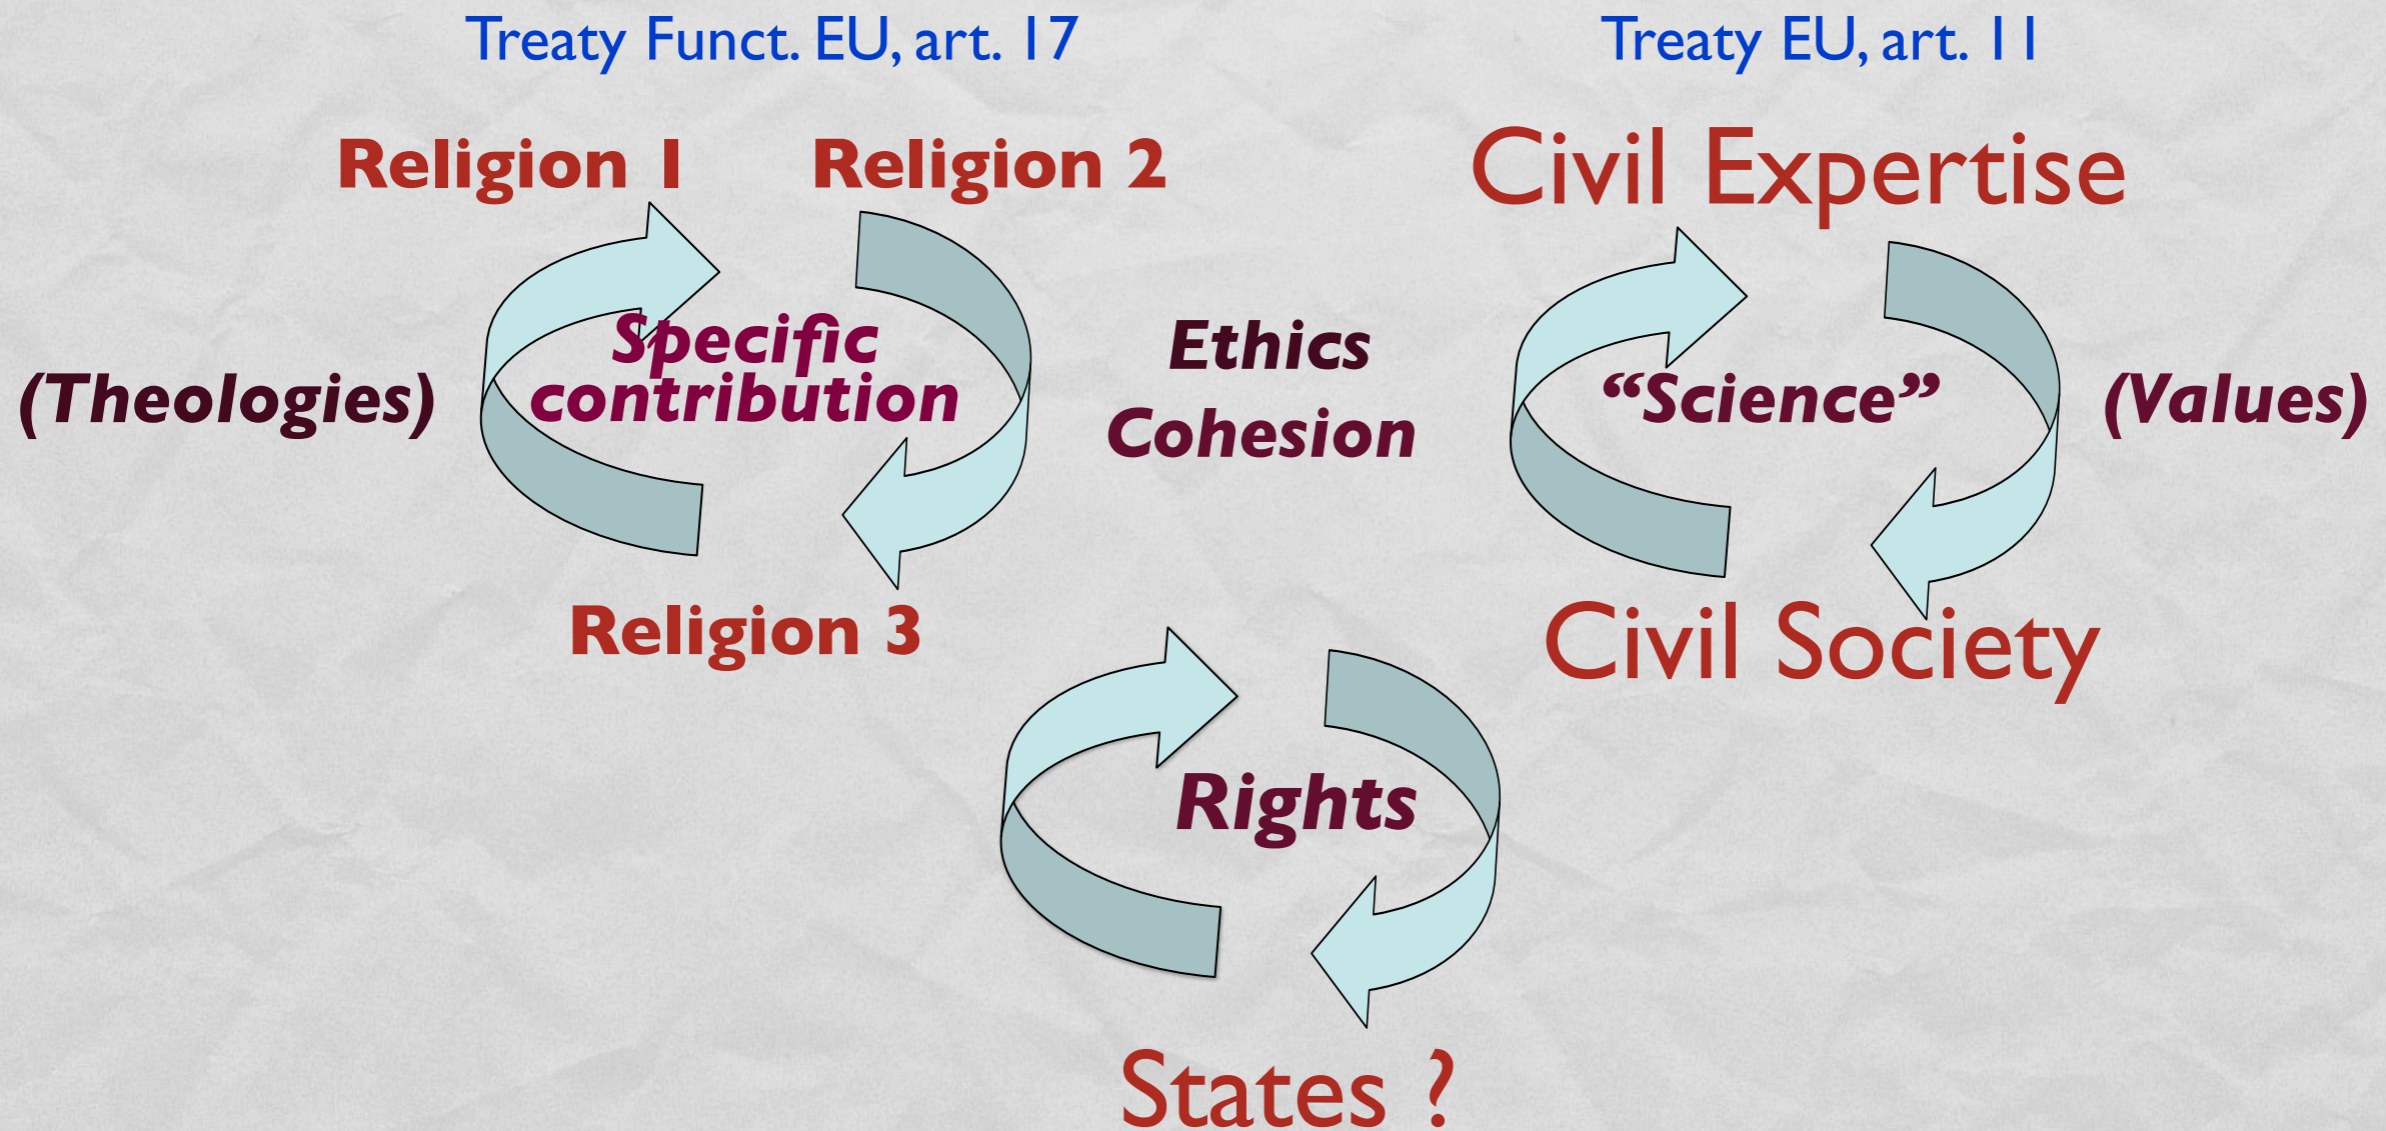 Treaty Funct. EU, art. 17
Treaty EU, art. 11
Religion 1
Religion 2
Civil Expertise
Specific
contribution
(Theologies)
Ethics
Cohesion
“Science”
(Values)
Religion 3
Civil Society
Rights
States ?